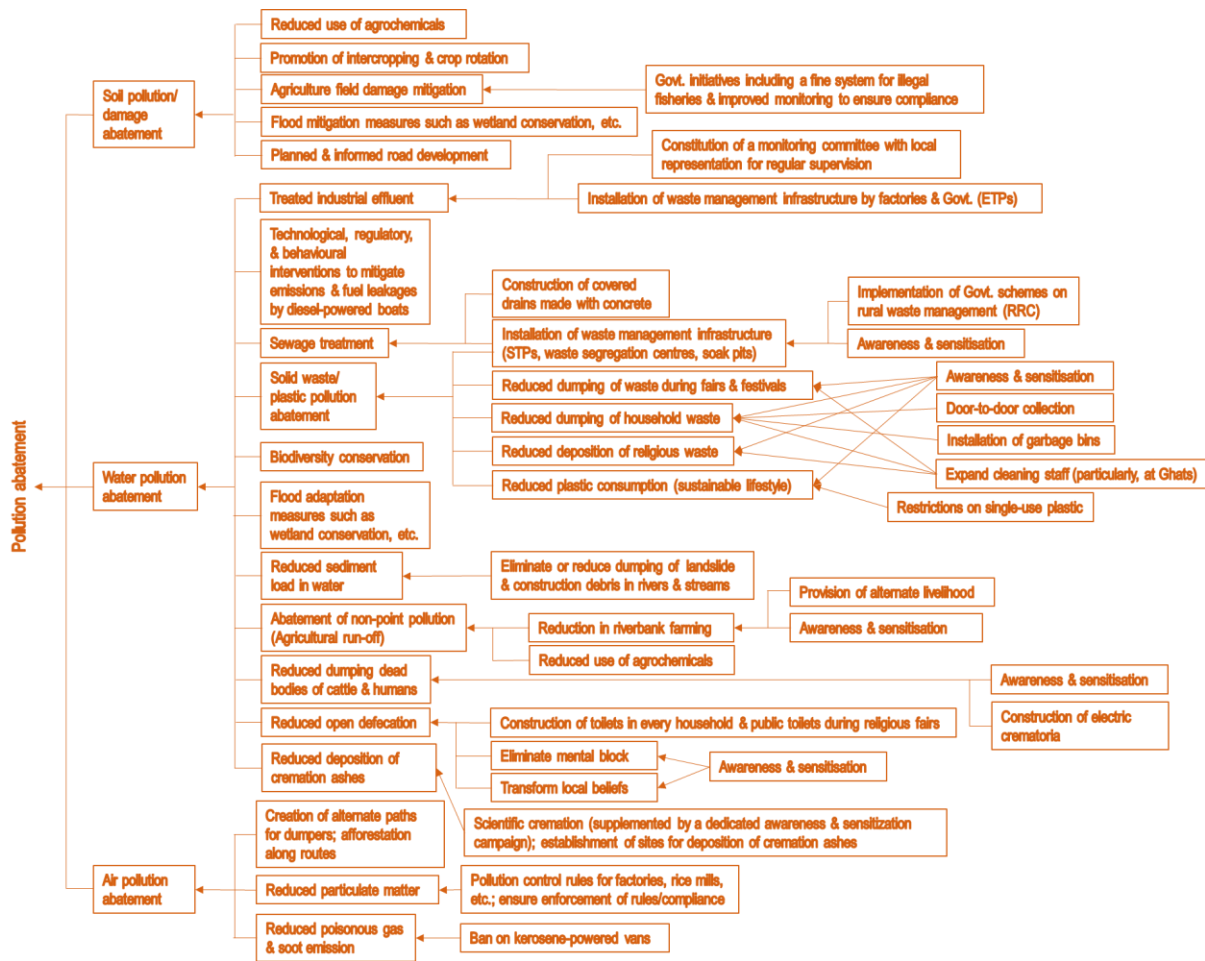 Reduced use of agrochemicals
Promotion of intercropping & crop rotation
Soil pollution/
damage
abatement
Agriculture field damage mitigation
Govt. initiatives including a fine system for illegal
fisheries & improved monitoring to ensure compliance
Flood mitigation measures such as wetland conservation, etc.
Planned & informed road development
Constitution of a monitoring committee with local
representation for regular supervision
Treated industrial effluent
Installation of waste management infrastructure by factories & Govt. (ETPs)
Technological, regulatory,
& behavioural
interventions to mitigate
emissions & fuel leakages
by diesel-powered boats
Construction of covered
drains made with concrete
Implementation of Govt. schemes on
rural waste management (RRC)
Sewage treatment
Installation of waste management infrastructure
(STPs, waste segregation centres, soak pits)
Awareness & sensitisation
Solid waste/
plastic pollution
abatement
Reduced dumping of waste during fairs & festivals
Awareness & sensitisation
Reduced dumping of household waste
Door-to-door collection
Installation of garbage bins
Reduced deposition of religious waste
Expand cleaning staff (particularly, at Ghats)
Reduced plastic consumption (sustainable lifestyle)
Restrictions on single-use plastic
Pollution abatement
Water pollution
abatement
Biodiversity conservation
Flood adaptation
measures such as
wetland conservation, etc.
Reduced sediment
load in water
Eliminate or reduce dumping of landslide
& construction debris in rivers & streams
Provision of alternate livelihood
Abatement of non-point pollution
(Agricultural run-off)
Reduction in riverbank farming
Awareness & sensitisation
Reduced use of agrochemicals
Reduced dumping dead
bodies of cattle & humans
Awareness & sensitisation
Construction of electric
crematoria
Reduced open defecation
Construction of toilets in every household & public toilets during religious fairs
Eliminate mental block
Awareness & sensitisation
Transform local beliefs
Reduced deposition of
cremation ashes
Scientific cremation (supplemented by a dedicated awareness & sensitization
campaign); establishment of sites for deposition of cremation ashes
Creation of alternate paths
for dumpers; afforestation
along routes
Air pollution
abatement
Reduced particulate matter
Pollution control rules for factories, rice mills,
etc.; ensure enforcement of rules/compliance
Reduced poisonous gas
& soot emission
Ban on kerosene-powered vans